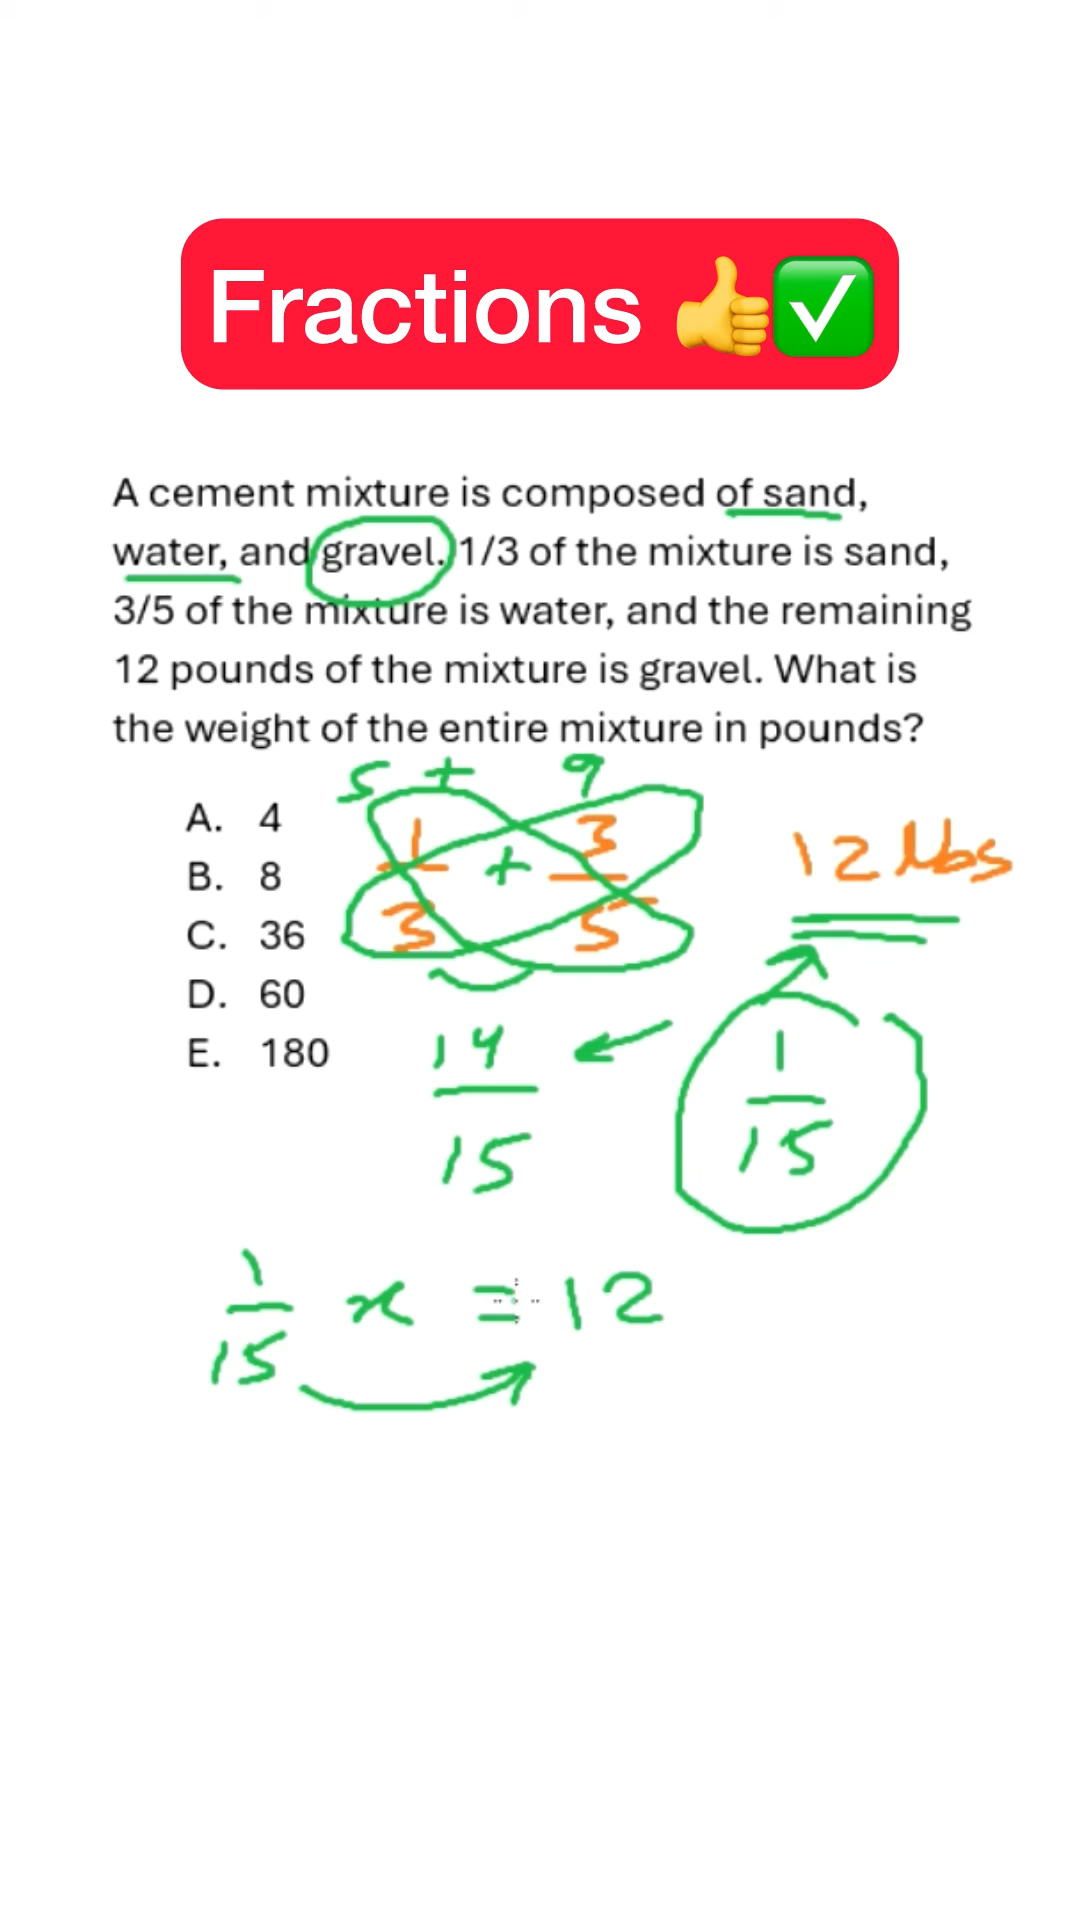 Fractions 👍✅
A cement mixture is composed of sand,
water, and gravel. 1/3 of the mixture is sand,
3/5 of the mixture is water, and the remaining
12 pounds of the mixture is gravel. What is
the weight of the entire mixture in pounds?
5 + 9
A. 4
B. 8
C. 36
D. 60
E. 180
1/3 + 3/5
12 lbs
14/15
1/15
1/15 x = 12